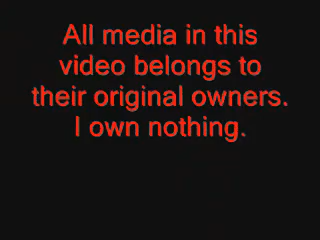 All media in this
video belongs to
their original owners.
I own nothing.